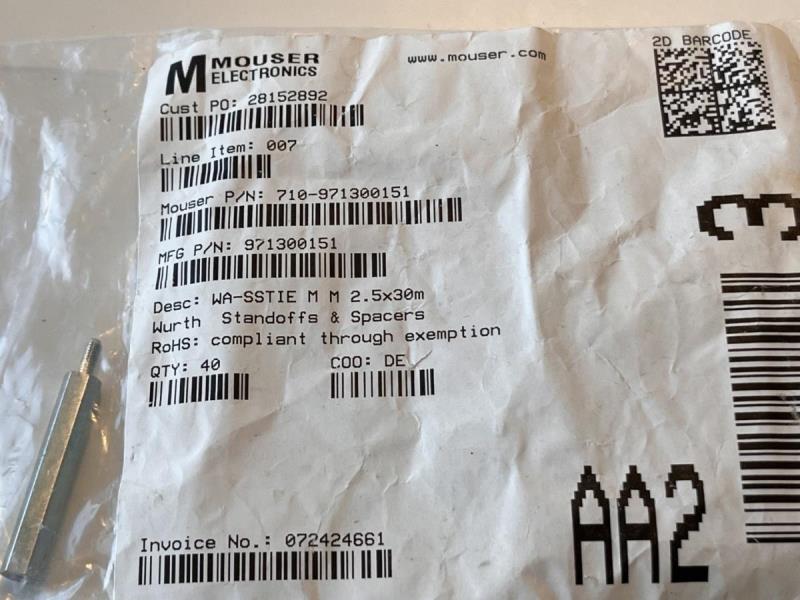 MOUSER
ELECTRONICS
www.mouser.com
2D BARCODE
Cust PO: 28152892
Line Item: 007
Mouser P/N: 710-971300151
MFG P/N: 971300151
Desc: WA-SSTIE M M 2.5x30m
Wurth Standoffs & Spacers
RoHS: compliant through exemption
QTY: 40
COO: DE
3
AA2
Invoice No.: 072424661